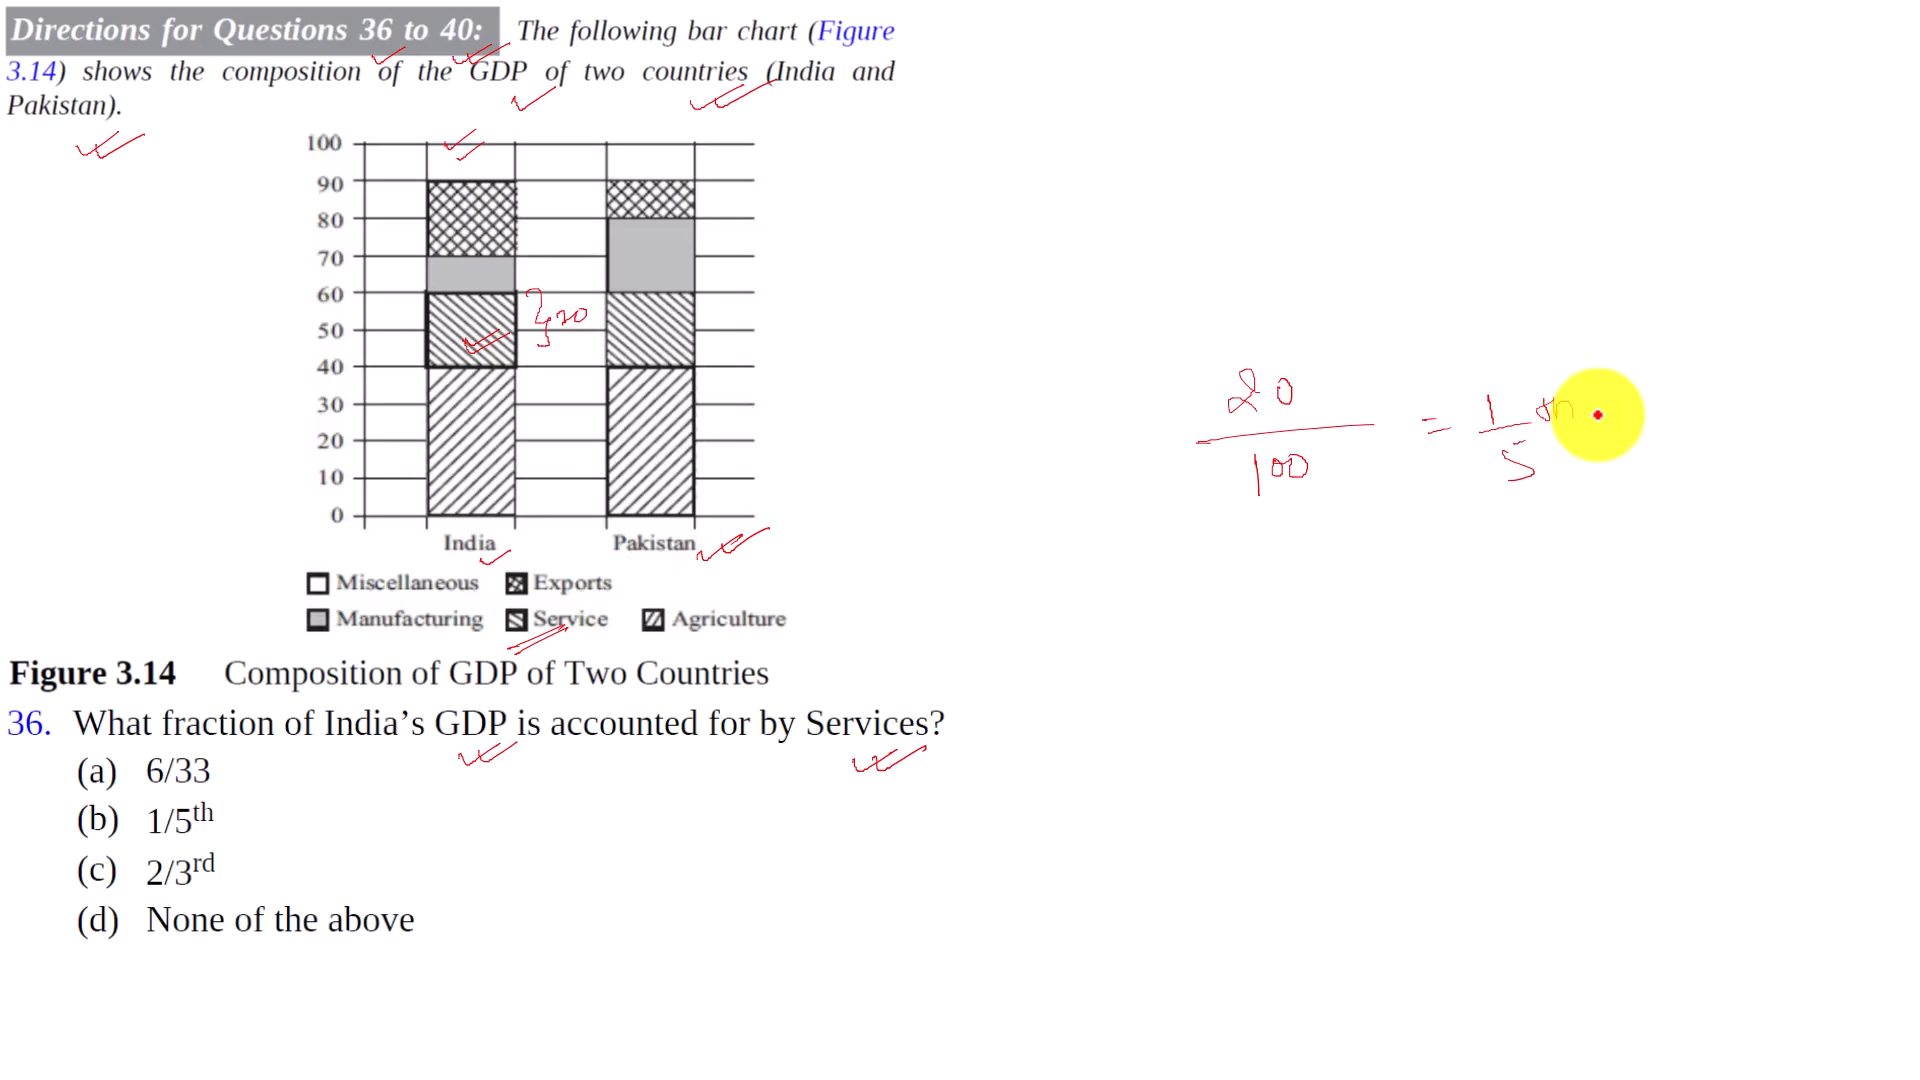 Directions for Questions 36 to 40: The following bar chart (Figure
3.14) shows the composition of the GDP of two countries (India and
Pakistan).
100
90
80
70
60
50
40
30
20
10
0
20
India
Pakistan
Miscellaneous Exports
Manufacturing Service Agriculture
Figure 3.14 Composition of GDP of Two Countries
36. What fraction of India’s GDP is accounted for by Services?
(a) 6/33
(b) 1/5th
(c) 2/3rd
(d) None of the above
20
100
=
1
5
th